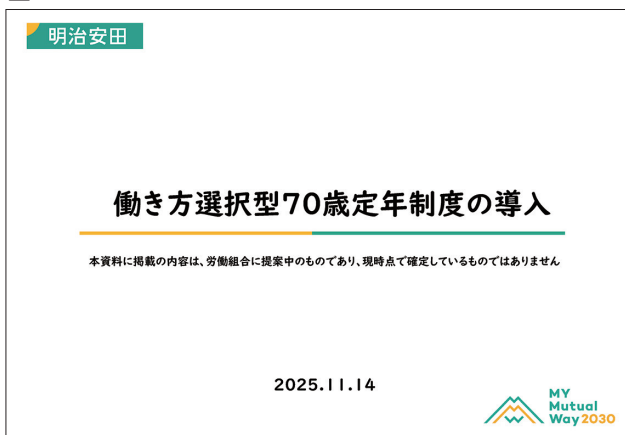 明治安田
働き方選択型70歳定年制度の導入
本資料に掲載の内容は、労働組合に提案中のものであり、現時点で確定しているものではありません
2025.11.14
MY
Mutual
Way2030